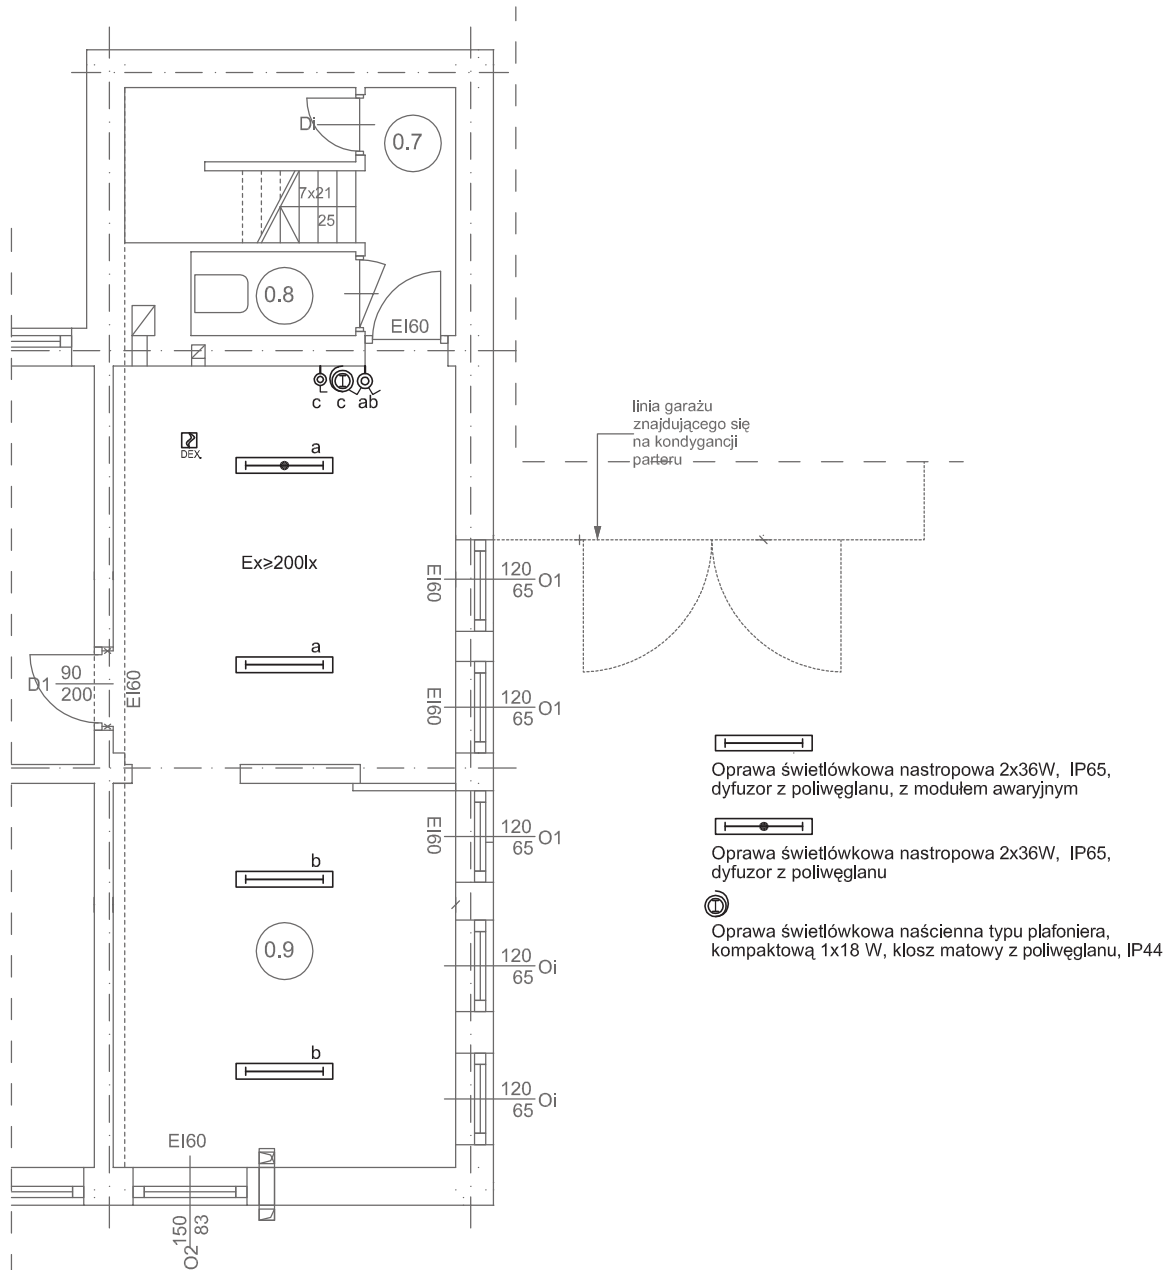 Di
0.7
7x21
25
0.8
EI60
c c ab
DEX
a
linia garażu
znajdującego się
na kondygancji
parteru
Ex≥200lx
EI60
120
65
O1
a
D1
90
200
EI60
EI60
120
65
O1
EI60
120
65
O1
b
0.9
120
65
Oi
b
120
65
Oi
EI60
O2
150
83
Oprawa świetlówkowa nastropowa 2x36W, IP65,
dyfuzor z poliwęglanu, z modułem awaryjnym
Oprawa świetlówkowa nastropowa 2x36W, IP65,
dyfuzor z poliwęglanu
Oprawa świetlówkowa naścienna typu plafoniera,
kompaktową 1x18 W, klosz matowy z poliwęglanu, IP44